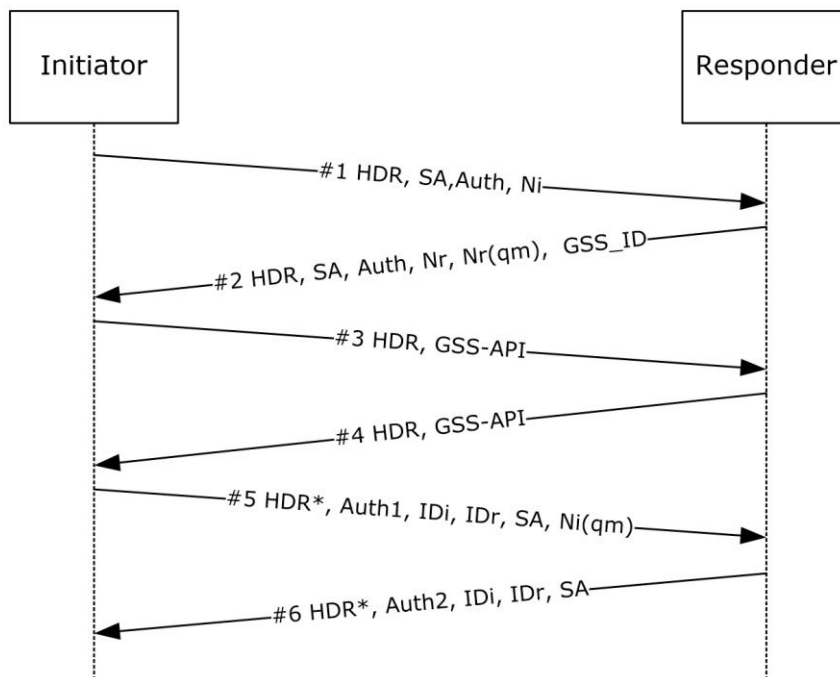 Initiator
Responder
#1 HDR, SA,Auth, Ni
#2 HDR, SA, Auth, Nr, Nr(qm), GSS_ID
#3 HDR, GSS-API
#4 HDR, GSS-API
#5 HDR*, Auth1, IDi, IDr, SA, Ni(qm)
#6 HDR*, Auth2, IDi, IDr, SA